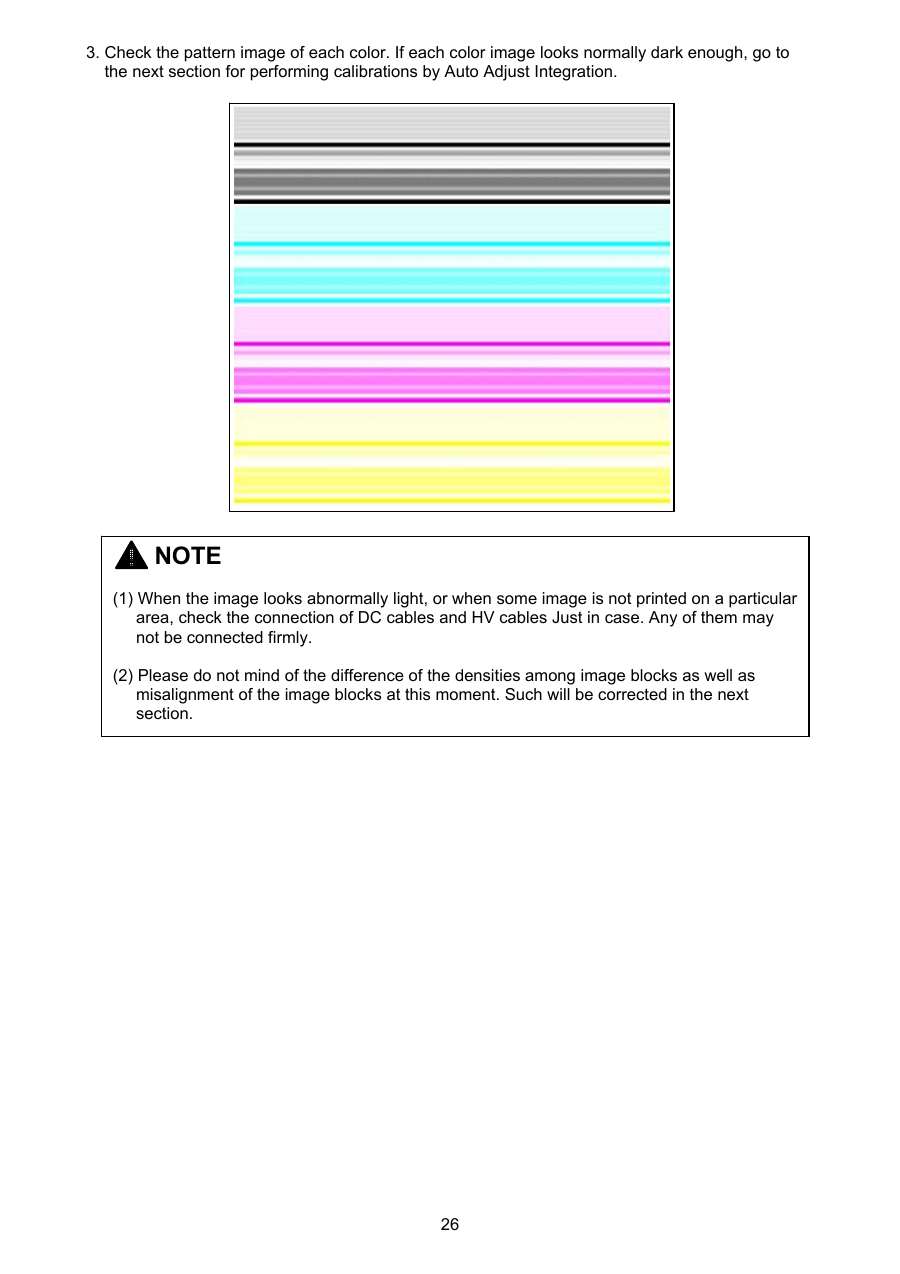 3. Check the pattern image of each color. If each color image looks normally dark enough, go to
the next section for performing calibrations by Auto Adjust Integration.
NOTE
(1) When the image looks abnormally light, or when some image is not printed on a particular
area, check the connection of DC cables and HV cables Just in case. Any of them may
not be connected firmly.
(2) Please do not mind of the difference of the densities among image blocks as well as
misalignment of the image blocks at this moment. Such will be corrected in the next
section.
26